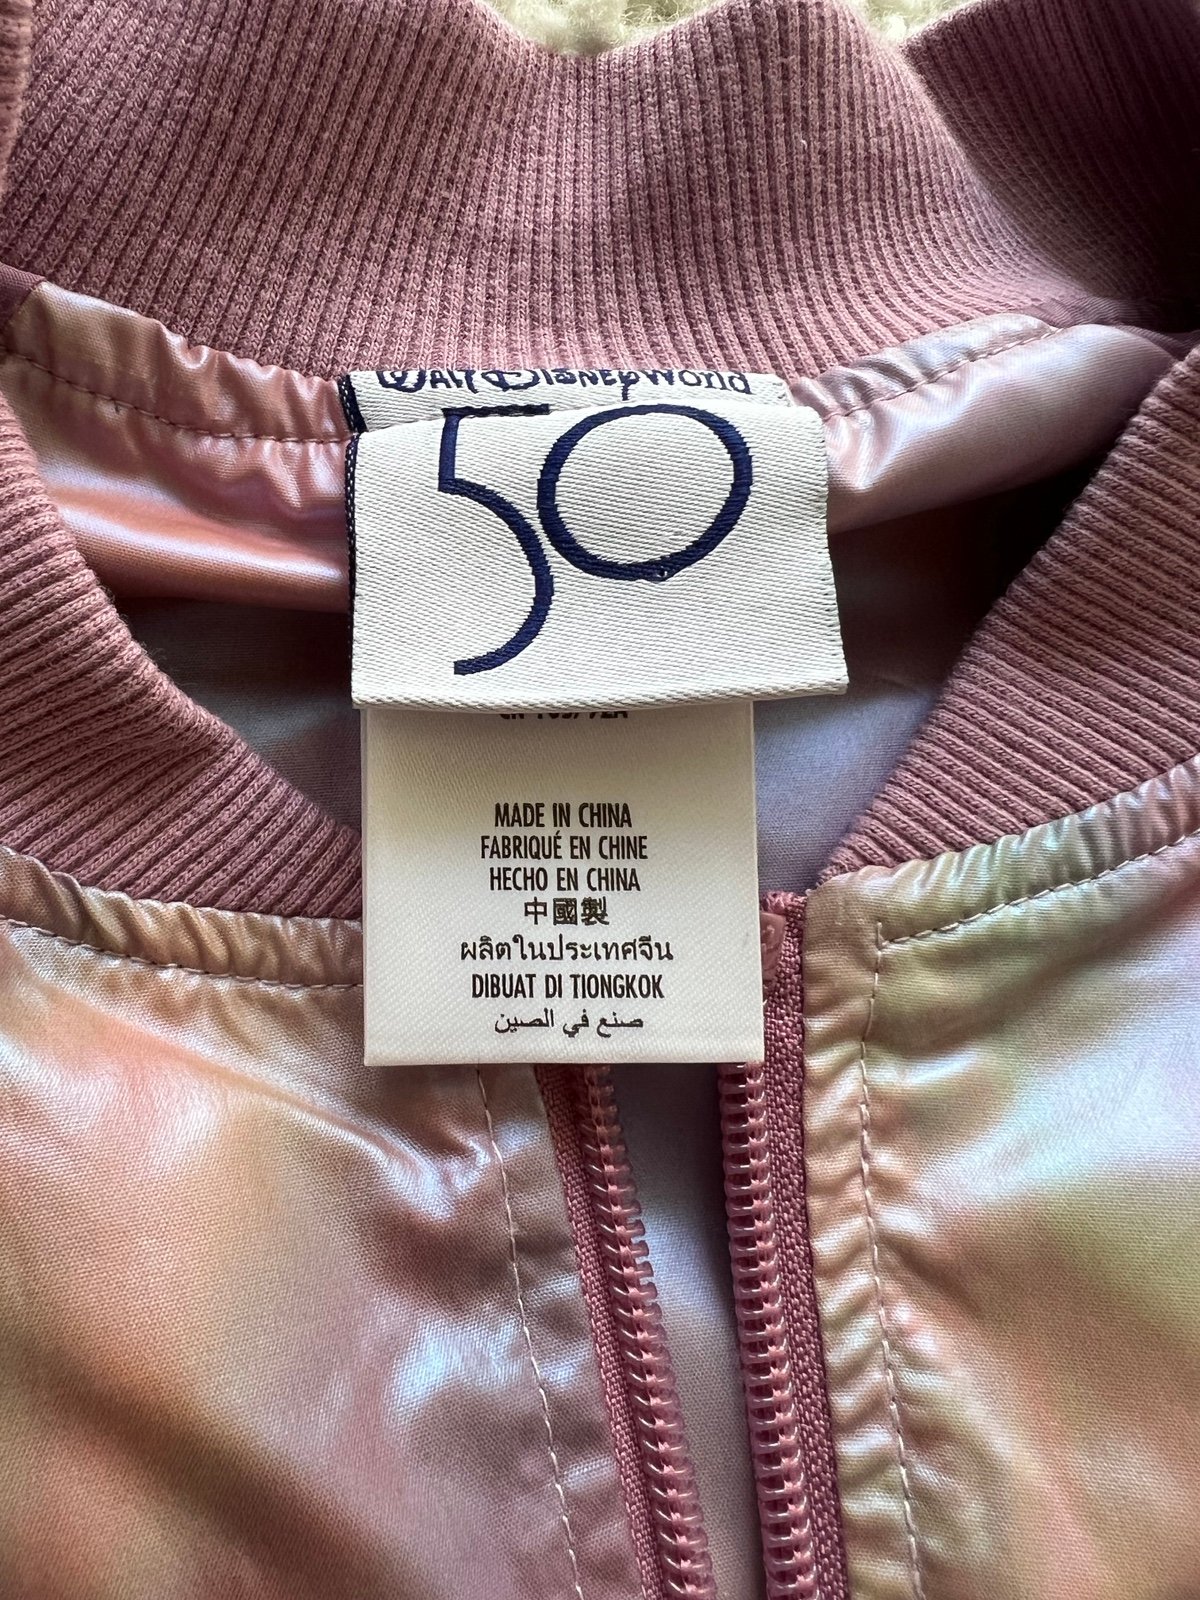 WALT DISNEY World
50
MADE IN CHINA
FABRIQUÉ EN CHINE
HECHO EN CHINA
中國製
ผลิตในประเทศจีน
DIBUAT DI TIONGKOK
صنع في الصين